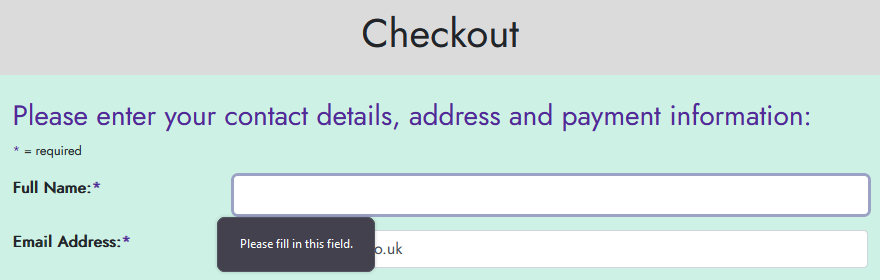 Checkout
Please enter your contact details, address and payment information:
* = required
Full Name:*
Please fill in this field.
Email Address:* o.uk